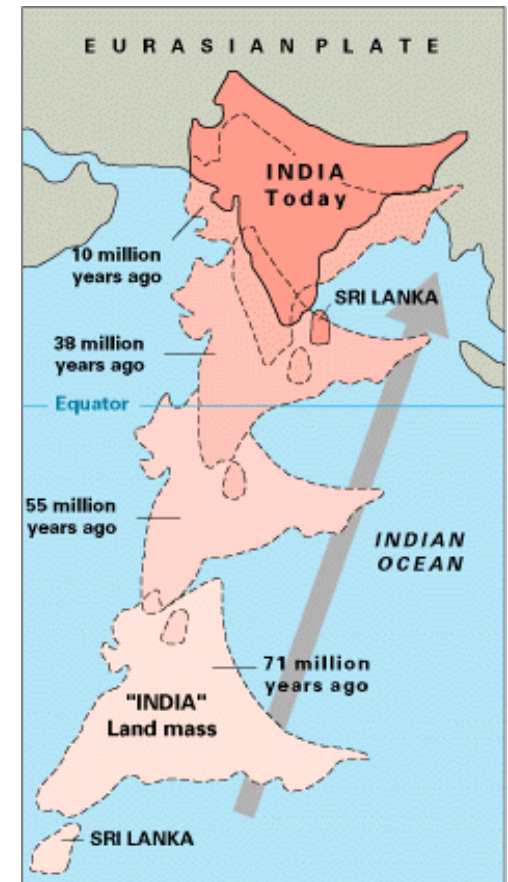 EURASIAN PLATE
INDIA
Today
10 million
years ago
SRI LANKA
38 million
years ago
Equator
55 million
years ago
INDIAN
OCEAN
71 million
years ago
"INDIA"
Land mass
SRI LANKA